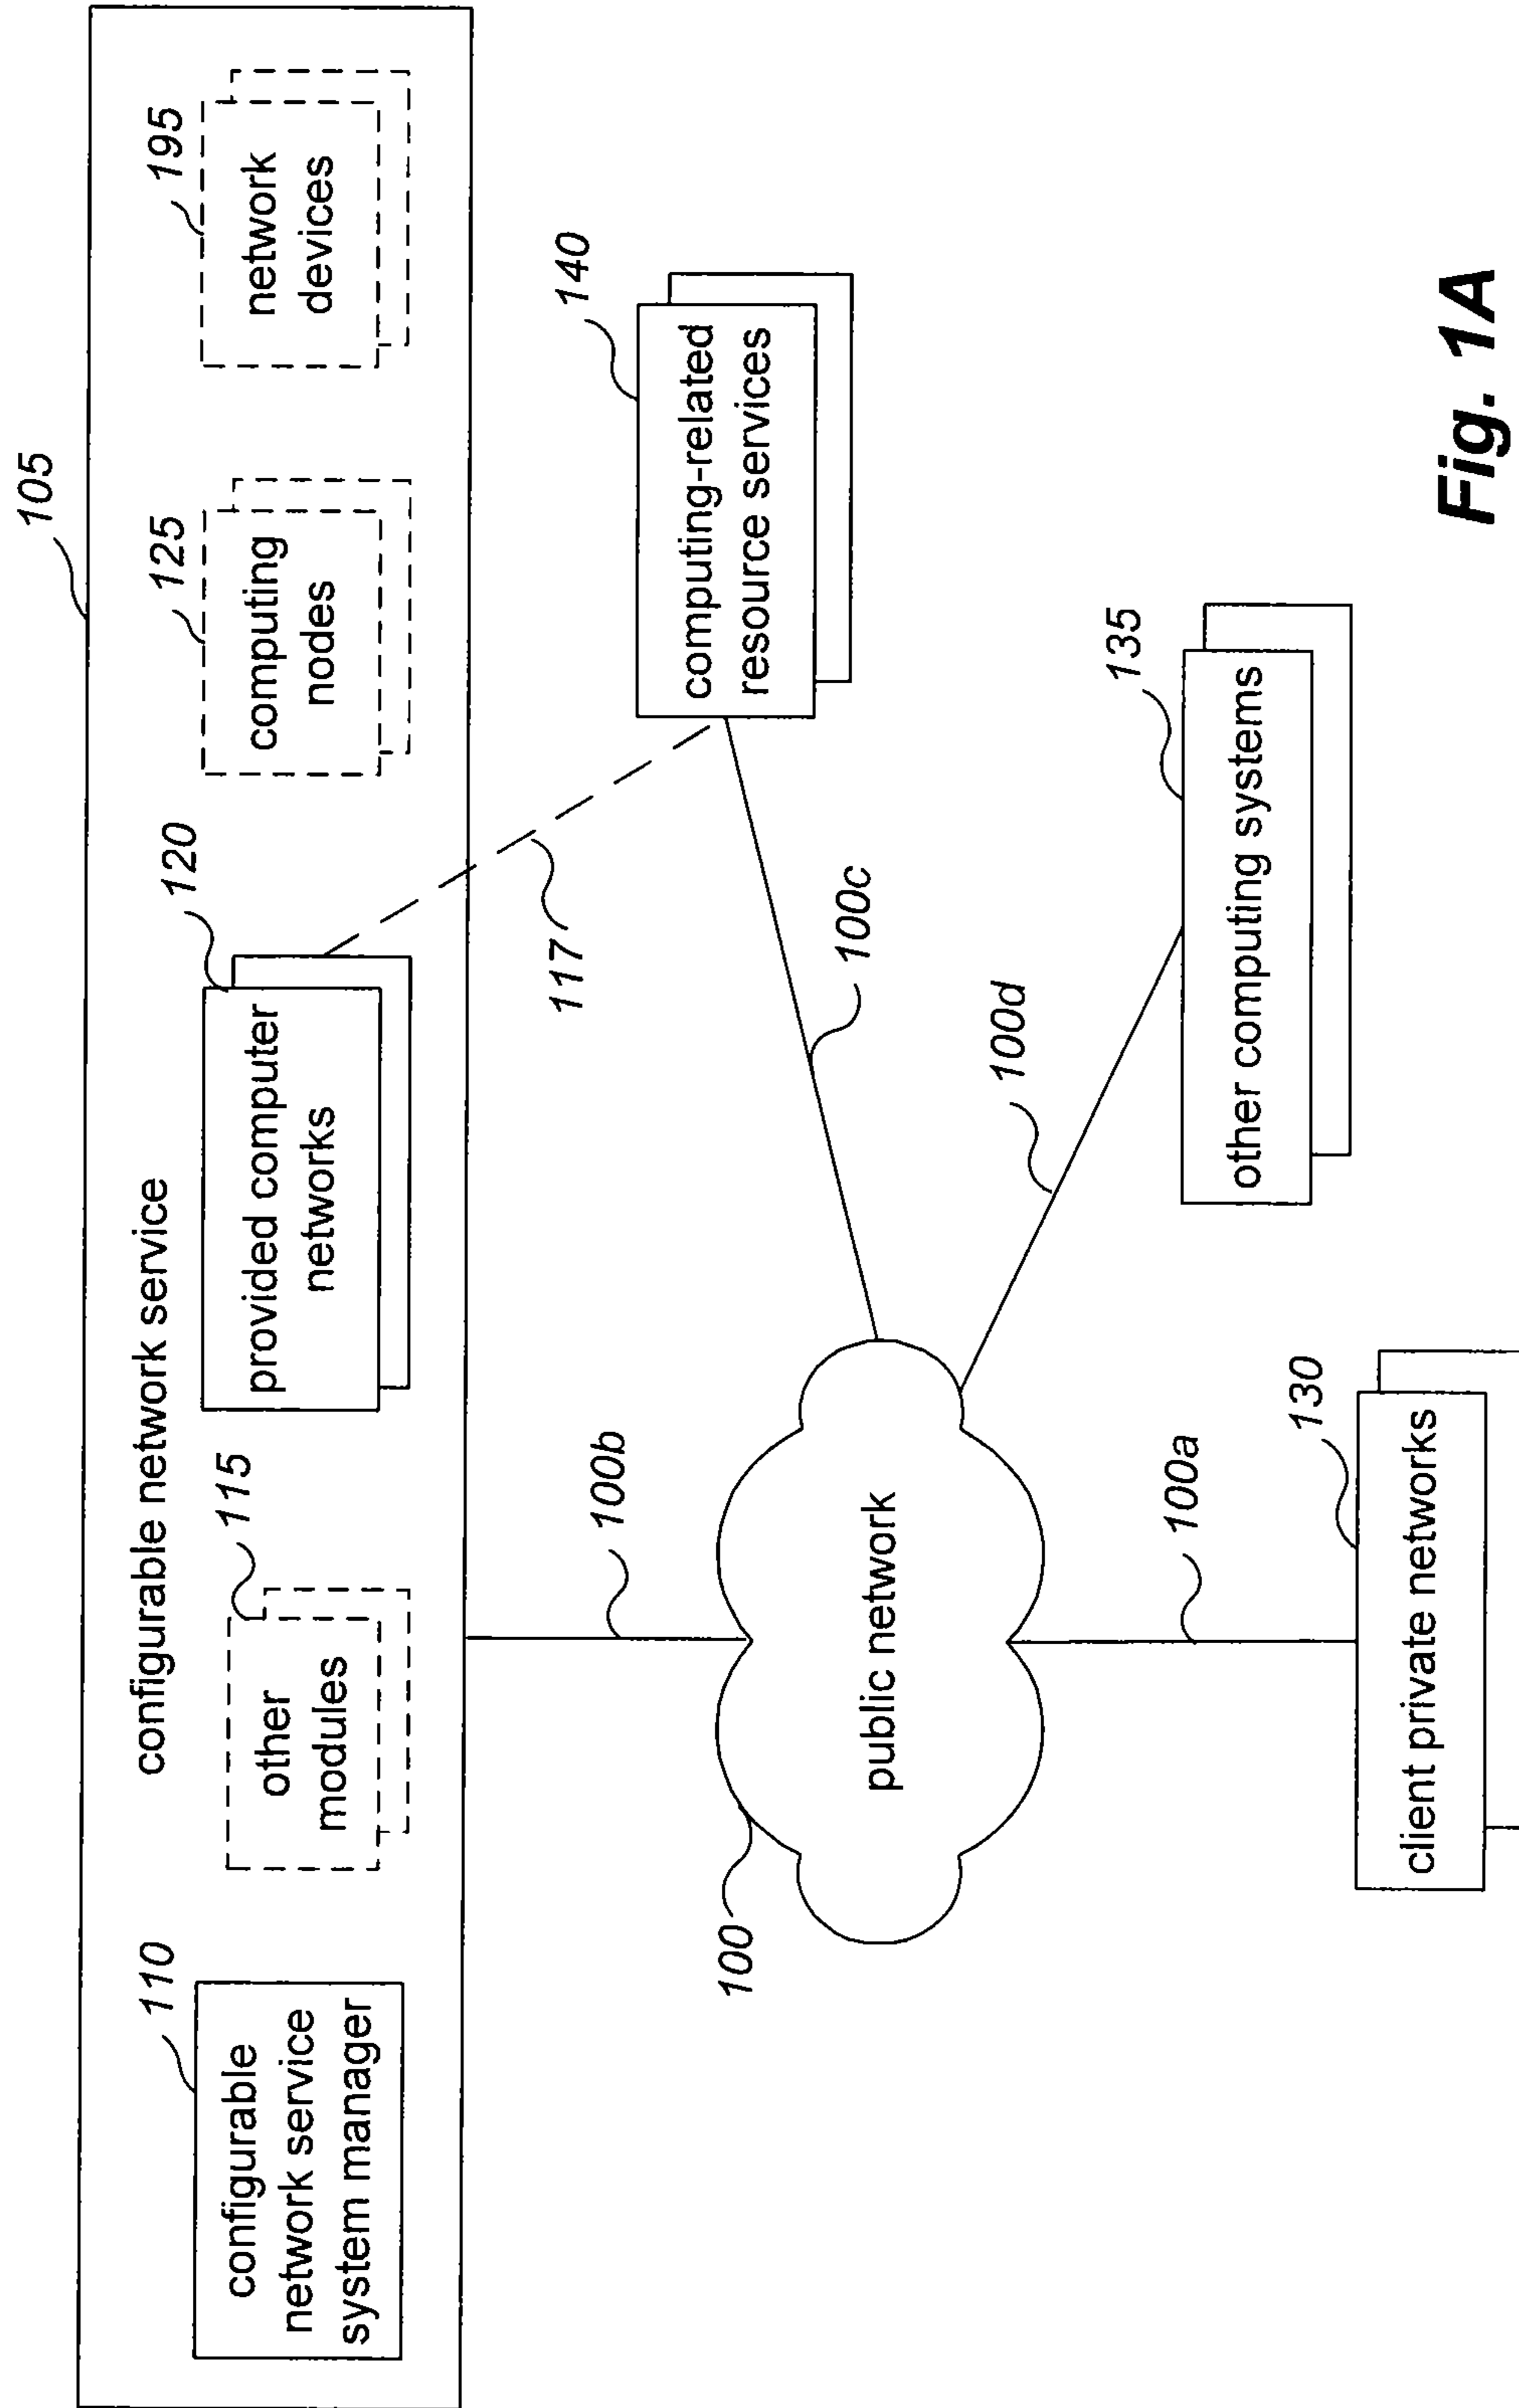 105
configurable network service
110
configurable
network service
system manager
115
other
modules
120
provided computer
networks
125
computing
nodes
195
network
devices
117
140
computing-related
resource services
100b
100c
100
public network
100d
135
other computing systems
100a
130
client private networks
Fig. 1A